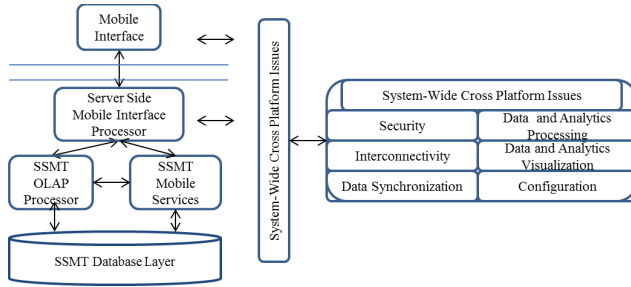 Mobile
Interface
Server Side
Mobile Interface
Processor
SSMT
OLAP
Processor
SSMT
Mobile
Services
SSMT Database Layer
System-Wide Cross Platform Issues
System-Wide Cross Platform Issues
Security
Data and Analytics
Processing
Interconnectivity
Data and Analytics
Visualization
Data Synchronization
Configuration